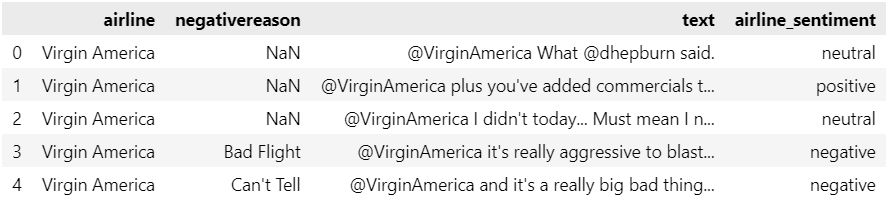 airline negativereason text airline_sentiment
0 Virgin America NaN @VirginAmerica What @dhepburn said. neutral
1 Virgin America NaN @VirginAmerica plus you've added commercials t... positive
2 Virgin America NaN @VirginAmerica I didn't today... Must mean I n... neutral
3 Virgin America Bad Flight @VirginAmerica it's really aggressive to blast... negative
4 Virgin America Can't Tell @VirginAmerica and it's a really big bad thing... negative